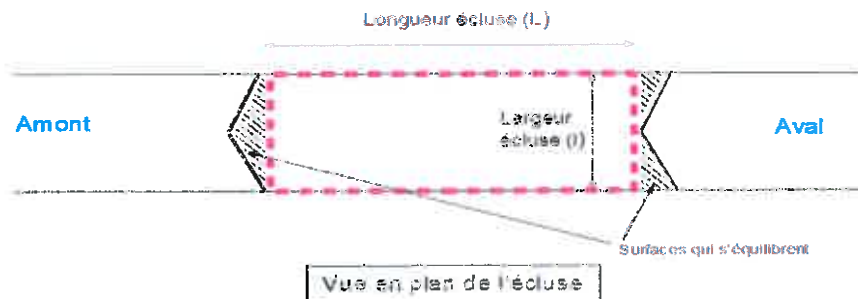 Longueur écluse (L)
Amont
Largeur
écluse (l)
Aval
Surfaces qui s'équilibrent
Vue en plan de l'écluse